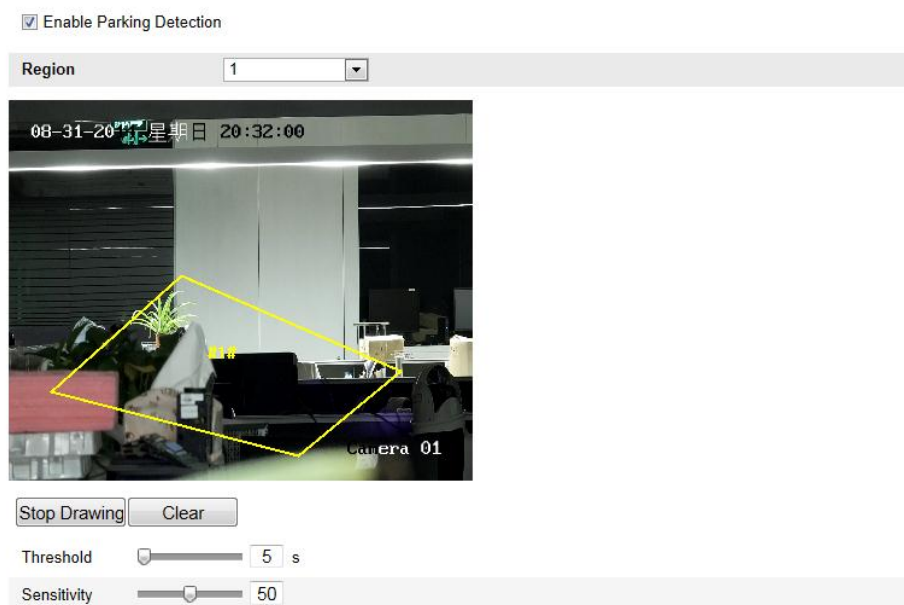 Enable Parking Detection
Region 1
08-31-20 星期日 20:32:00
#1#
Camera 01
Stop Drawing Clear
Threshold 5 s
Sensitivity 50